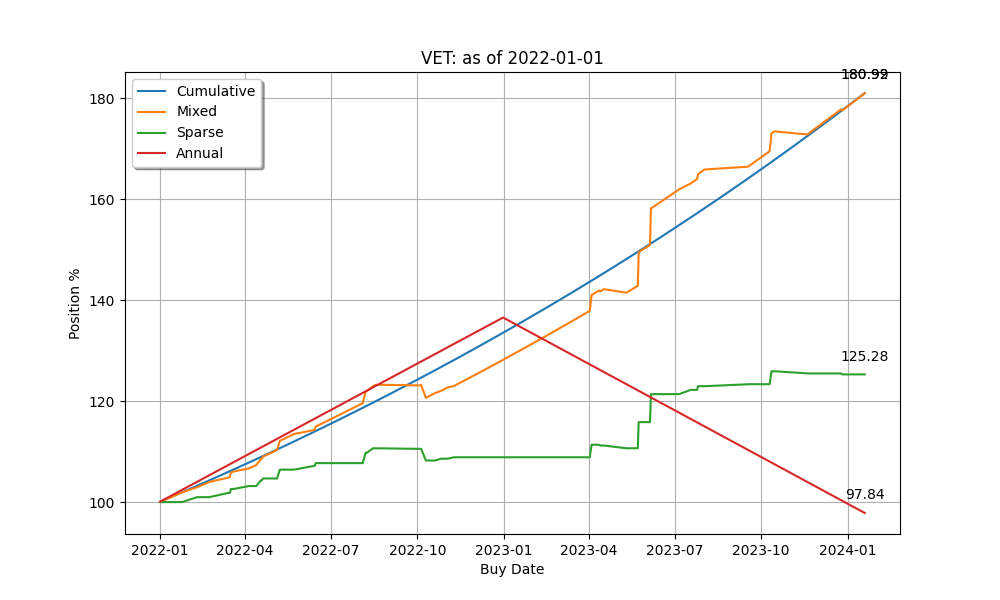 VET: as of 2022-01-01
Cumulative
Mixed
Sparse
Annual
180
160
140
120
100
Position %
125.28
97.84
2022-01
2022-04
2022-07
2022-10
2023-01
2023-04
2023-07
2023-10
2024-01
Buy Date